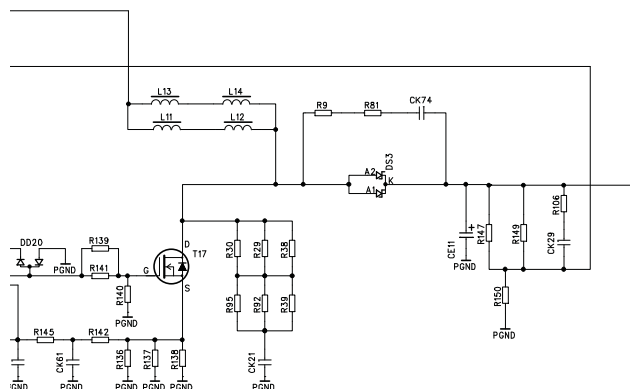 L13
L14
L11
L12
R9
R81
CK74
A2
DS3
K
A1
R106
CK29
R147
R149
CE11
+
PGND
R150
PGND
DD20
PGND
R139
R141
R140
PGND
D
T17
G
S
R30
R29
R38
R95
R92
R39
CK21
PGND
R145
R142
CK61
R136
R137
R138
PGND
PGND
PGND
PGND